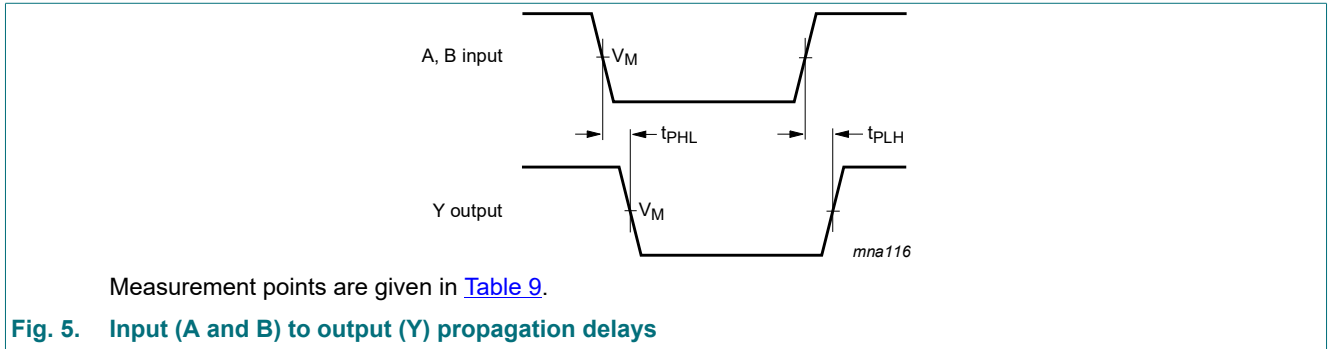 A, B input
VM
tPHL
tPLH
Y output
VM
mna116
Measurement points are given in Table 9.
Fig. 5. Input (A and B) to output (Y) propagation delays